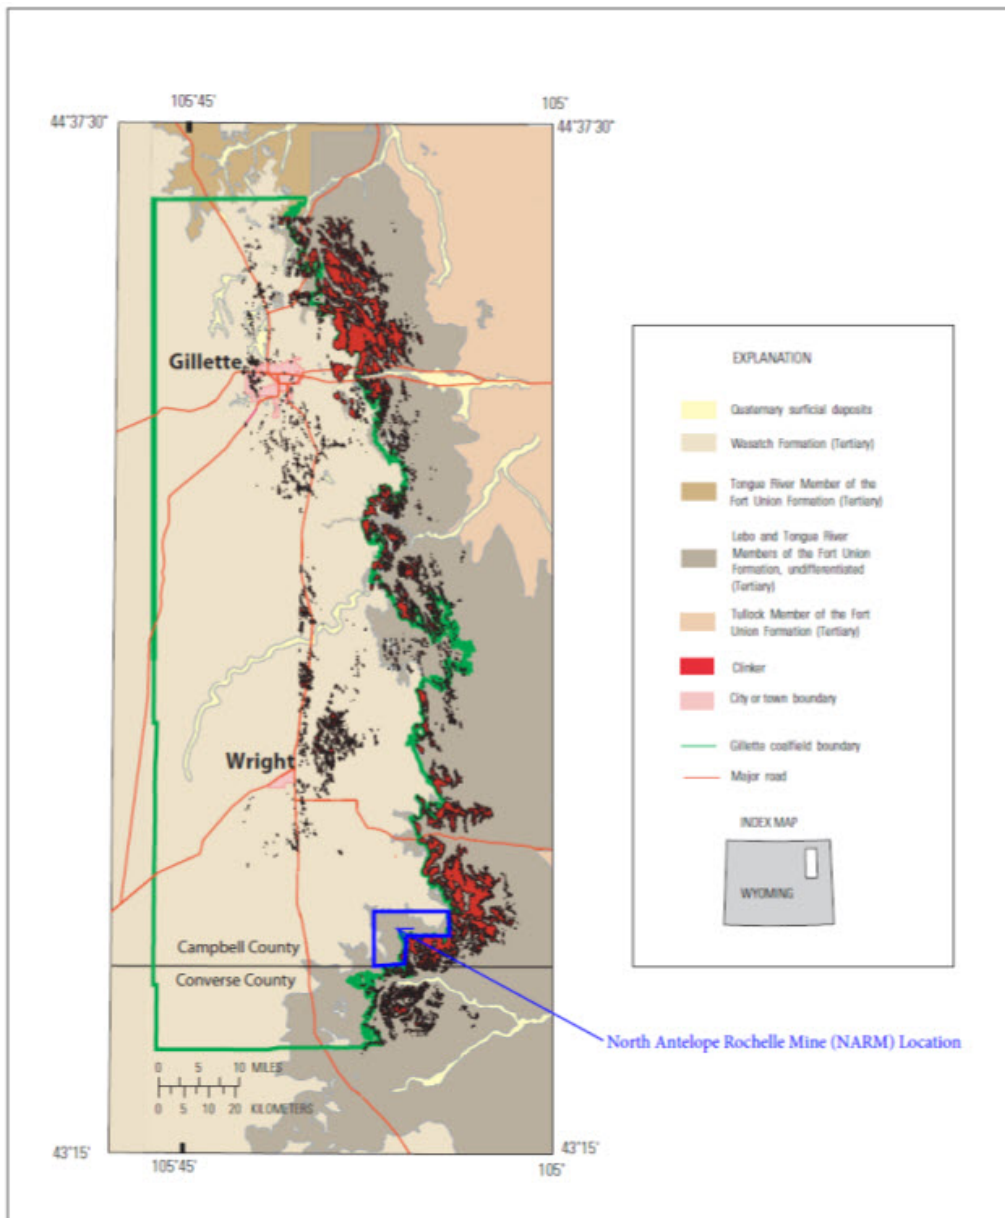 105°45'
105°
44°37'30"
44°37'30"
Gillette
Wright
Campbell County
Converse County
North Antelope Rochelle Mine (NARM) Location
0 5 10 MILES
0 5 10 20 KILOMETERS
43°15'
43°15'
105°45'
105°
EXPLANATION
Quaternary surficial deposits
Wasatch Formation (Tertiary)
Tongue River Member of the
Fort Union Formation (Tertiary)
Lebo and Tongue River
Members of the Fort Union
Formation, undifferentiated
(Tertiary)
Tullock Member of the Fort
Union Formation (Tertiary)
Clinker
City or town boundary
Gillette coalfield boundary
Major road
INDEX MAP
WYOMING